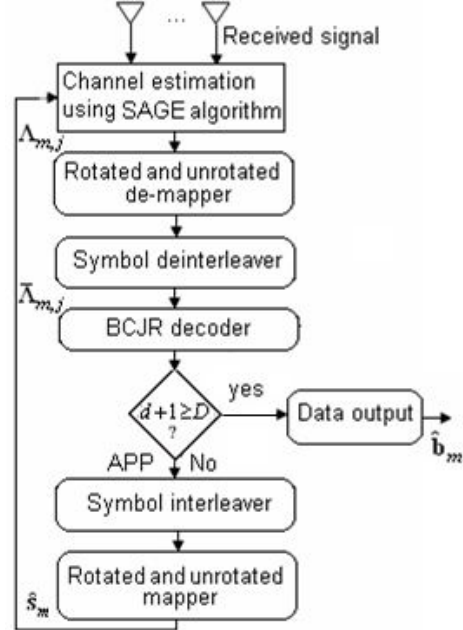 ...
Received signal
Channel estimation
using SAGE algorithm
Λm,j
Rotated and unrotated
de-mapper
Symbol deinterleaver
Λ̄m,j
BCJR decoder
d+1≥D
?
yes
Data output
b̂m
APP No
Symbol interleaver
Rotated and unrotated
mapper
ŝm